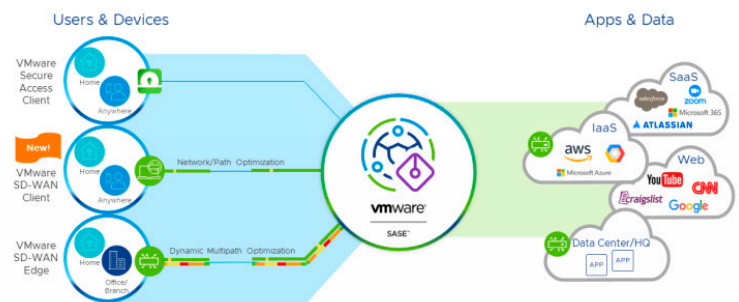 Users & Devices
Apps & Data
VMware
Secure
Access
Client
Home
Anywhere
New!
VMware
SD-WAN
Client
Home
Anywhere
Network/Path Optimization
VMware
SD-WAN
Edge
Home
Office/
Branch
Dynamic Multipath Optimization
vmware®
SASE™
SaaS
salesforce
zoom
Microsoft 365
ATLASSIAN
IaaS
aws
Microsoft Azure
Web
YouTube
CNN
craigslist
Google
Data Center/HQ
APP
APP